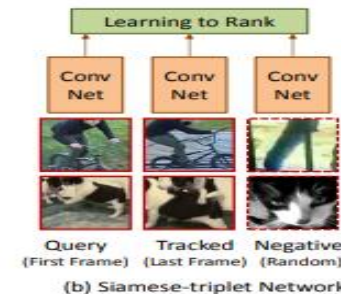 Learning to Rank
Conv Net Conv Net Conv Net
Query Tracked Negative
(First Frame) (Last Frame) (Random)
(b) Siamese-triplet Network